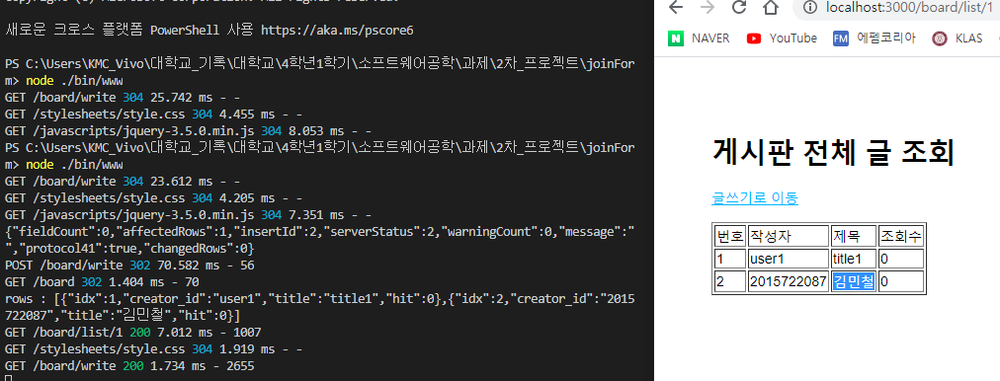 새로운 크로스 플랫폼 PowerShell 사용 https://aka.ms/pscore6
PS C:\Users\KMC_Vivo\대학교_기록\대학교\4학년1학기\소프트웨어공학\과제\2차_프로젝트\joinFor
m> node ./bin/www
GET /board/write 304 25.742 ms - -
GET /stylesheets/style.css 304 4.455 ms - -
GET /javascripts/jquery-3.5.0.min.js 304 8.053 ms - -
PS C:\Users\KMC_Vivo\대학교_기록\대학교\4학년1학기\소프트웨어공학\과제\2차_프로젝트\joinFor
m> node ./bin/www
GET /board/write 304 23.612 ms - -
GET /stylesheets/style.css 304 4.205 ms - -
GET /javascripts/jquery-3.5.0.min.js 304 7.351 ms - -
{"fieldCount":0,"affectedRows":1,"insertId":2,"serverStatus":2,"warningCount":0,"message":"
","protocol41":true,"changedRows":0}
POST /board/write 302 70.582 ms - 56
GET /board 302 1.404 ms - 70
rows : [{"idx":1,"creator_id":"user1","title":"title1","hit":0},{"idx":2,"creator_id":"2015
722087","title":"김민철","hit":0}]
GET /board/list/1 200 7.012 ms - 1007
GET /stylesheets/style.css 304 1.919 ms - -
GET /board/write 200 1.734 ms - 2655
localhost:3000/board/list/1
N NAVER YouTube FM 에펨코리아 KLAS
게시판 전체 글 조회
글쓰기로 이동
번호 작성자 제목 조회수
1 user1 title1 0
2 2015722087 김민철 0